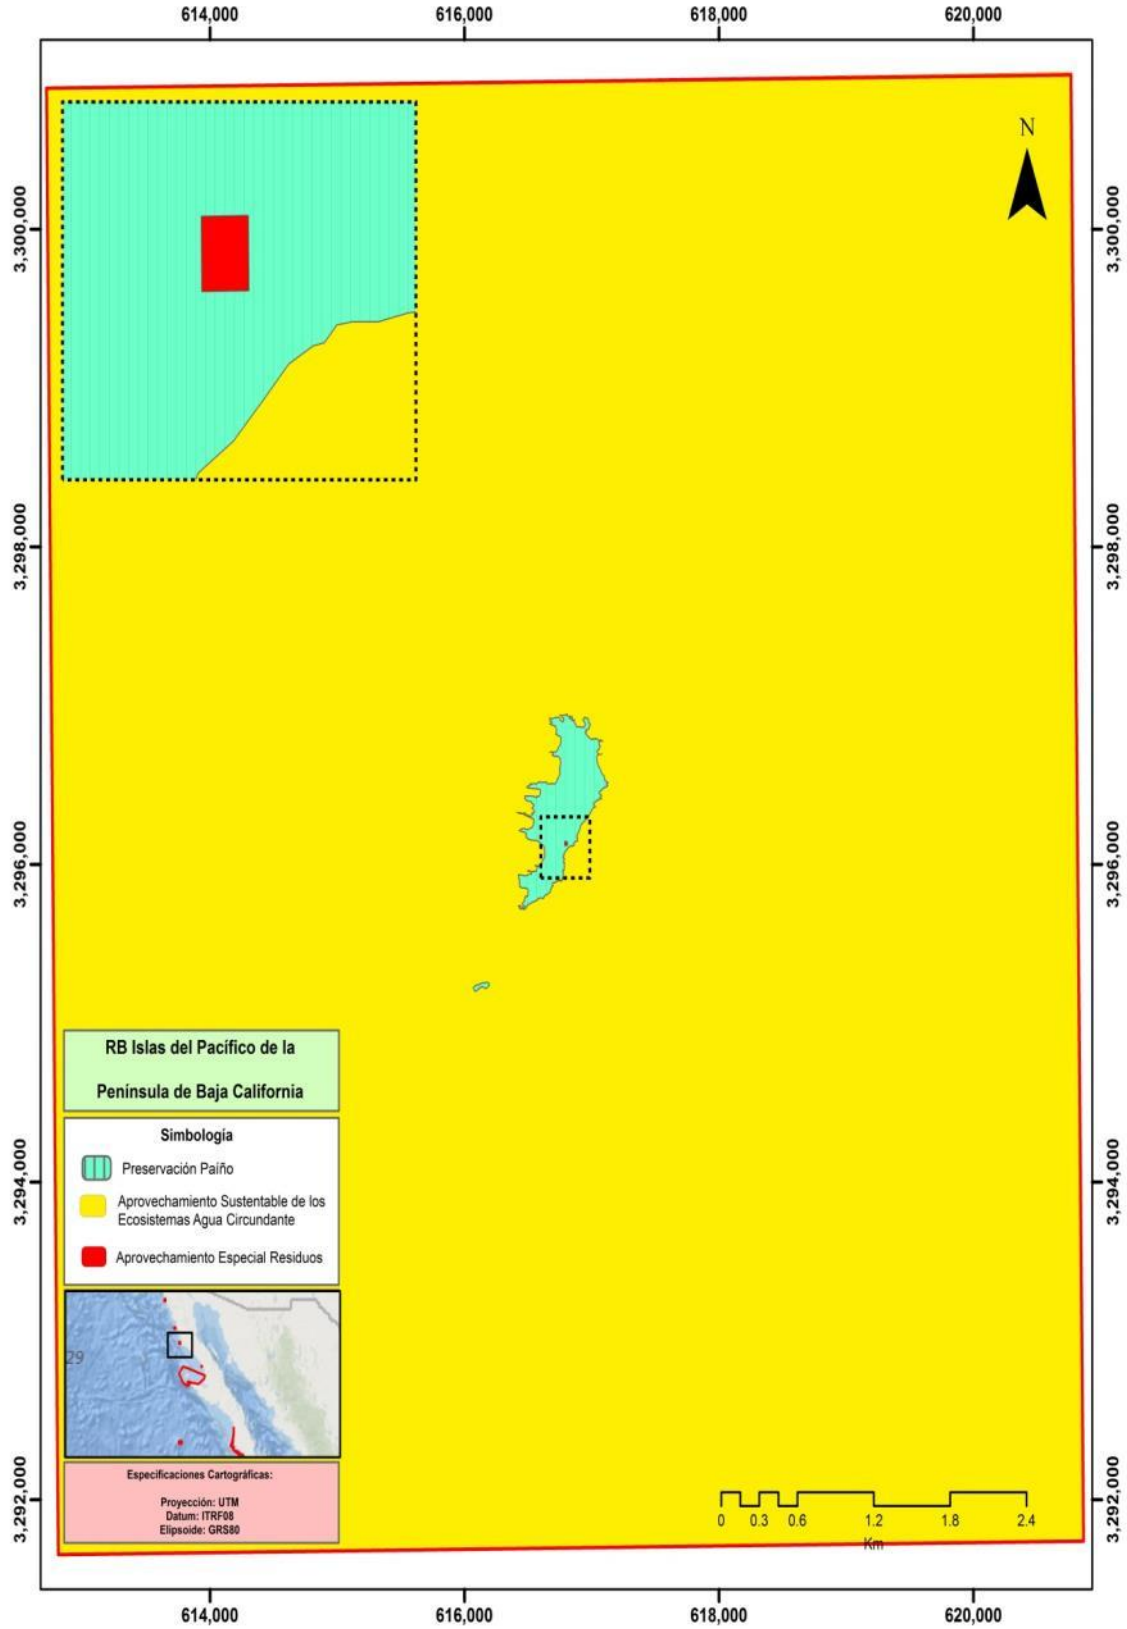 614,000 616,000 618,000 620,000
N
3,300,000 3,300,000
3,298,000 3,298,000
3,296,000 3,296,000
RB Islas del Pacífico de la
Península de Baja California
Simbología
Preservación Paíño
Aprovechamiento Sustentable de los
Ecosistemas Agua Circundante
Aprovechamiento Especial Residuos
3,294,000 3,294,000
29
Especificaciones Cartográficas:
Proyección: UTM
Datum: ITRF08
Elipsoide: GRS80
3,292,000 3,292,000
0 0.3 0.6 1.2 1.8 2.4
Km
614,000 616,000 618,000 620,000